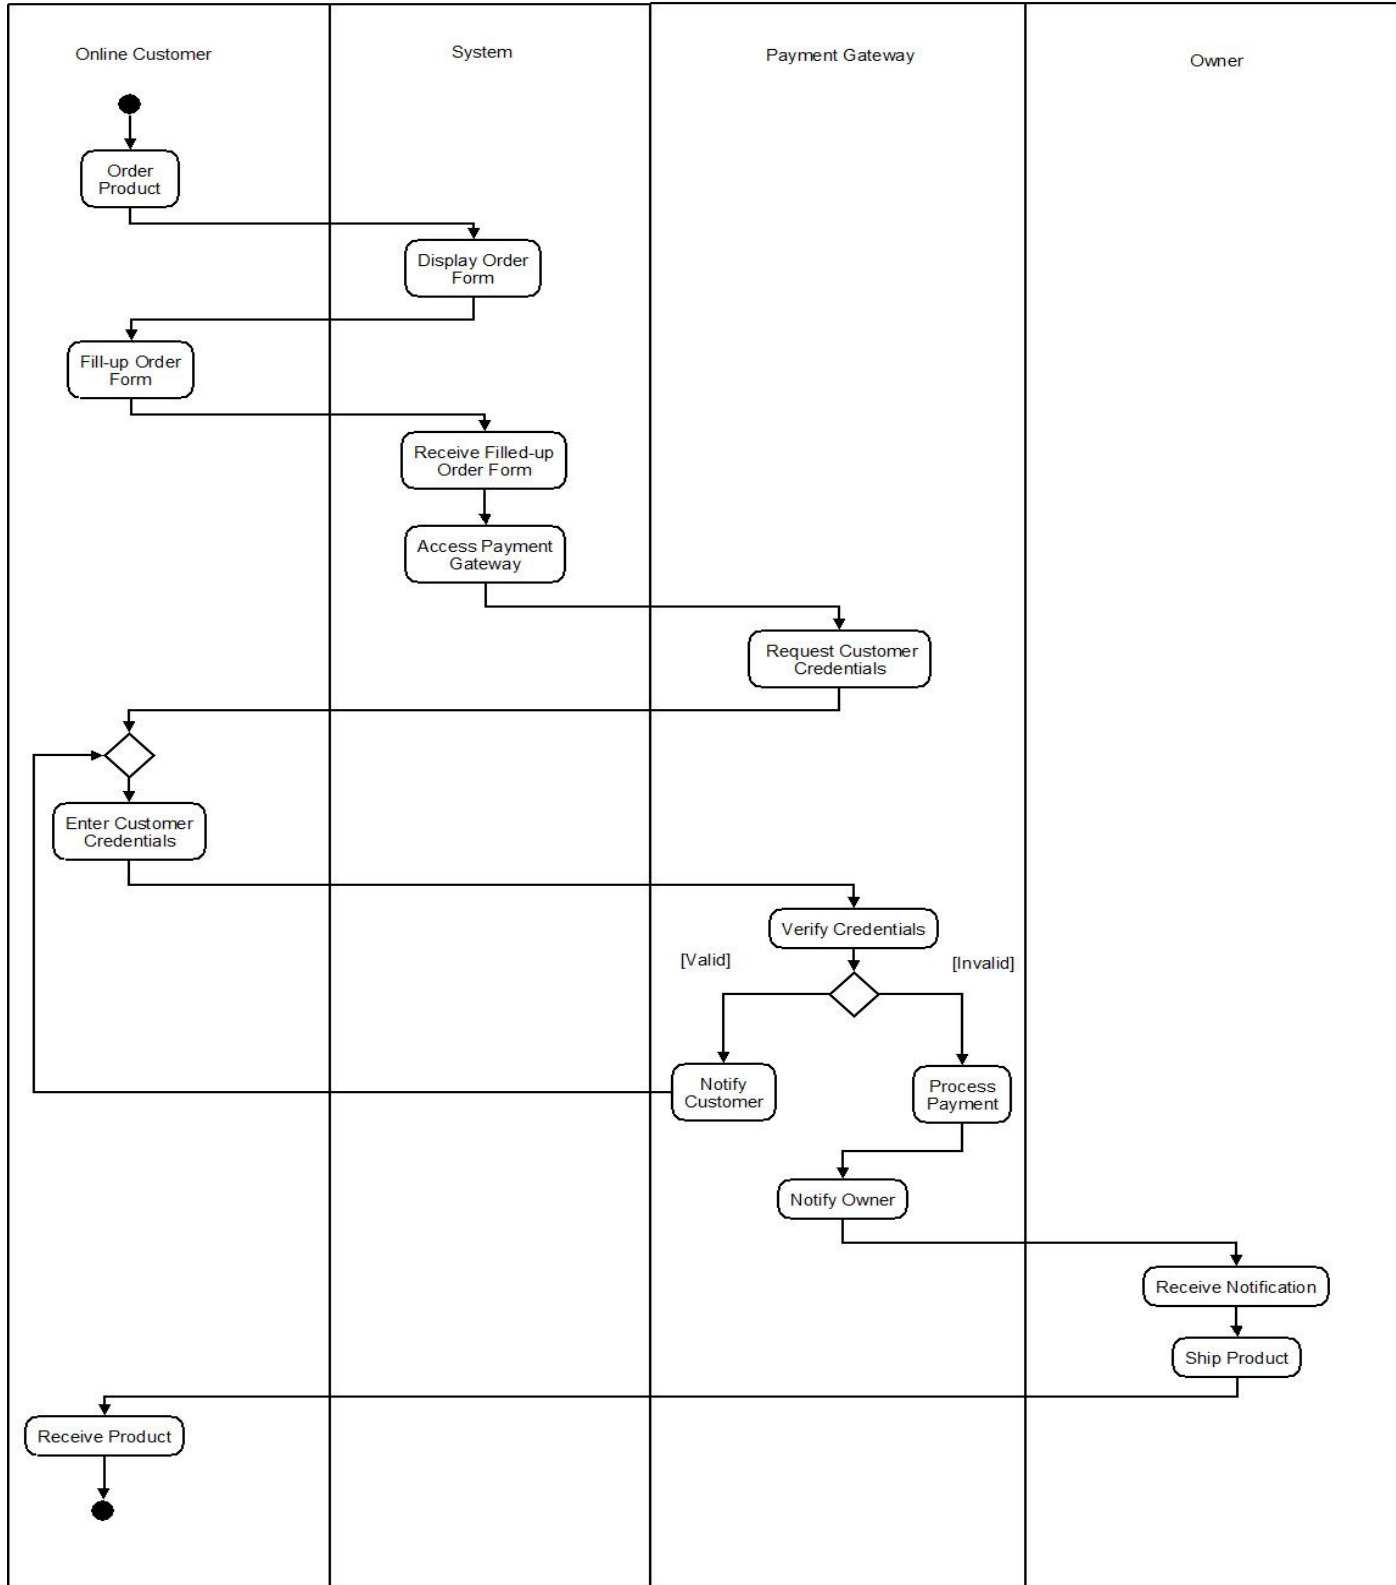 Online Customer
System
Payment Gateway
Owner
Order
Product
Display Order
Form
Fill-up Order
Form
Receive Filled-up
Order Form
Access Payment
Gateway
Request Customer
Credentials
Enter Customer
Credentials
Verify Credentials
[Valid]
[Invalid]
Notify
Customer
Process
Payment
Notify Owner
Receive Notification
Ship Product
Receive Product